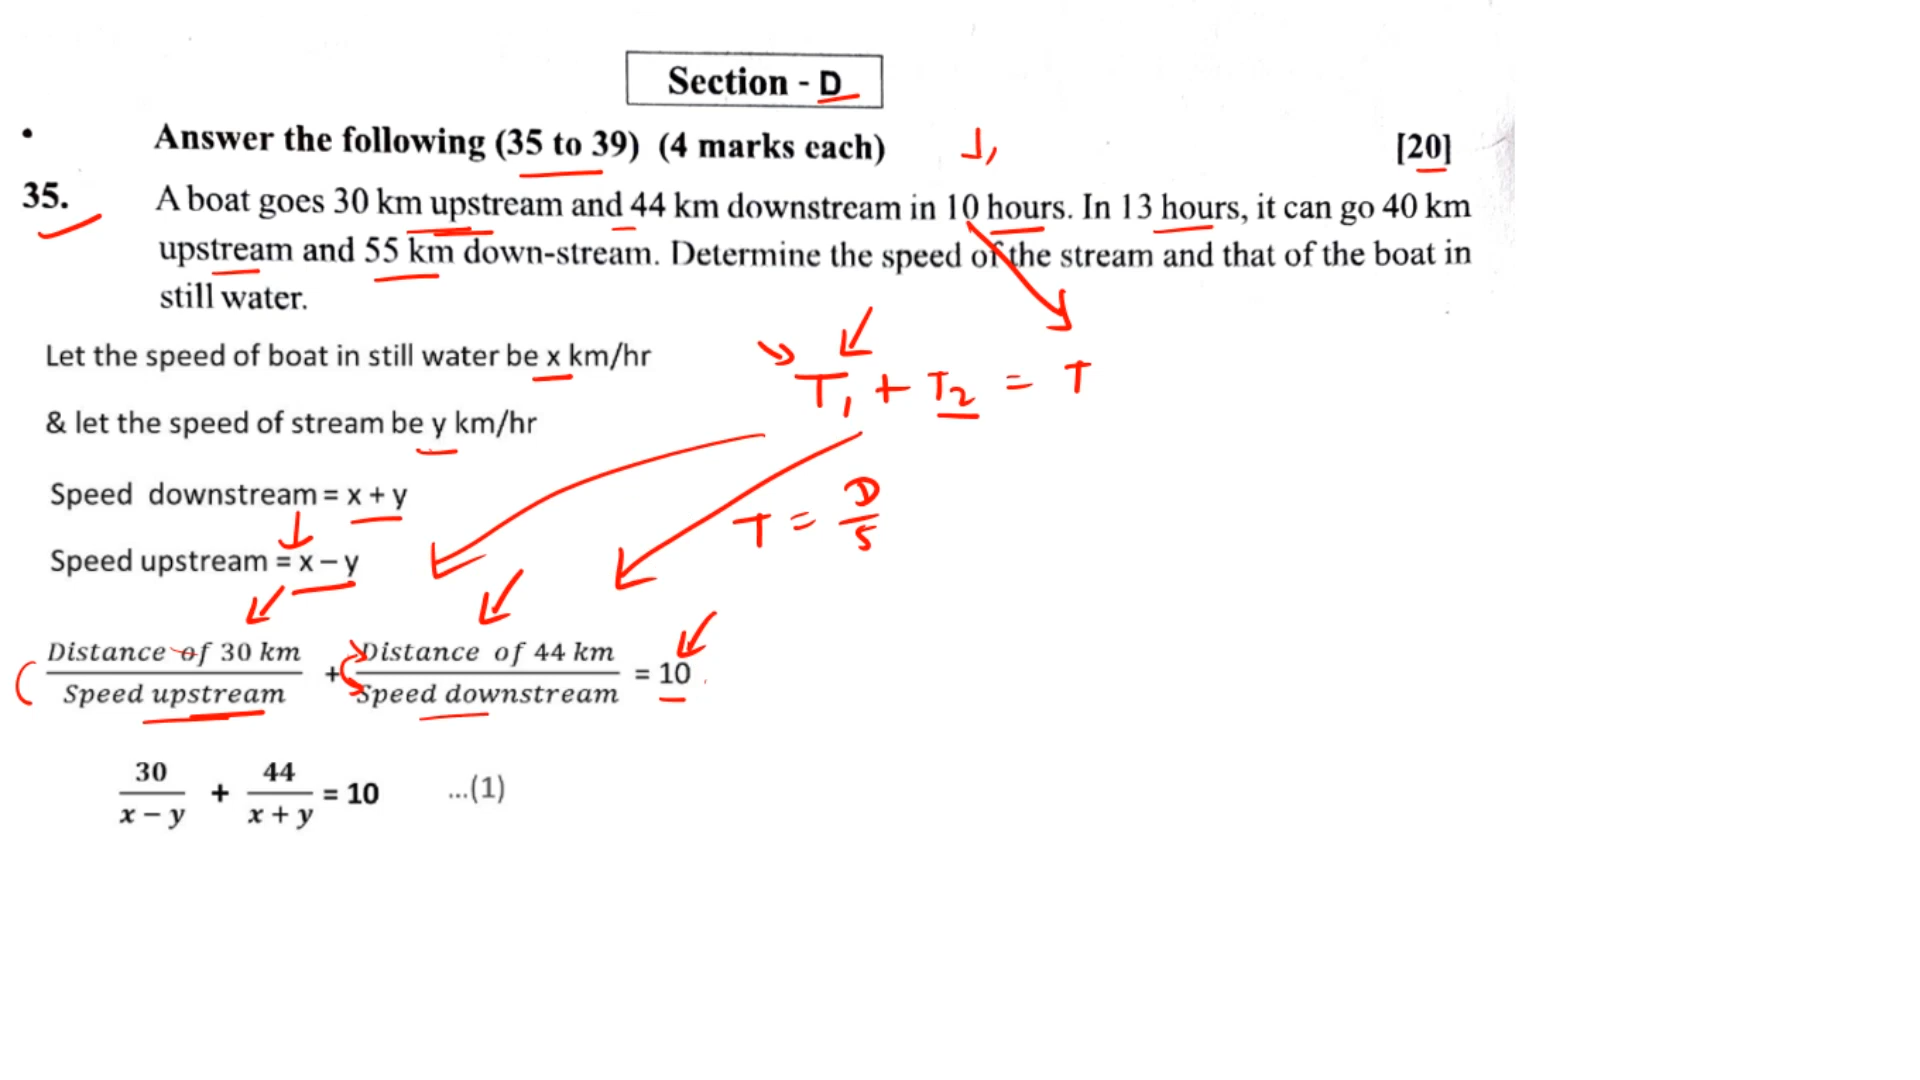 Section - D
Answer the following (35 to 39) (4 marks each) [20]
35. A boat goes 30 km upstream and 44 km downstream in 10 hours. In 13 hours, it can go 40 km
upstream and 55 km down-stream. Determine the speed of the stream and that of the boat in
still water.
Let the speed of boat in still water be x km/hr
T₁ + T₂ = T
& let the speed of stream be y km/hr
Speed downstream = x + y
T = D/S
Speed upstream = x – y
Distance of 30 km / Speed upstream + Distance of 44 km / Speed downstream = 10
30 / x – y + 44 / x + y = 10 ...(1)